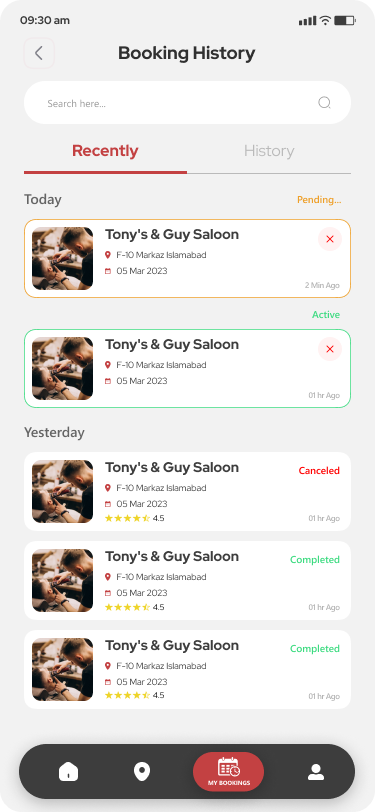 09:30 am
Booking History
Search here...
Recently
History
Today
Pending...
Tony's & Guy Saloon
F-10 Markaz Islamabad
05 Mar 2023
2 Min Ago
Active
Tony's & Guy Saloon
F-10 Markaz Islamabad
05 Mar 2023
01 hr Ago
Yesterday
Tony's & Guy Saloon
Canceled
F-10 Markaz Islamabad
05 Mar 2023
4.5
01 hr Ago
Tony's & Guy Saloon
Completed
F-10 Markaz Islamabad
05 Mar 2023
4.5
01 hr Ago
Tony's & Guy Saloon
Completed
F-10 Markaz Islamabad
05 Mar 2023
4.5
01 hr Ago
MY BOOKINGS